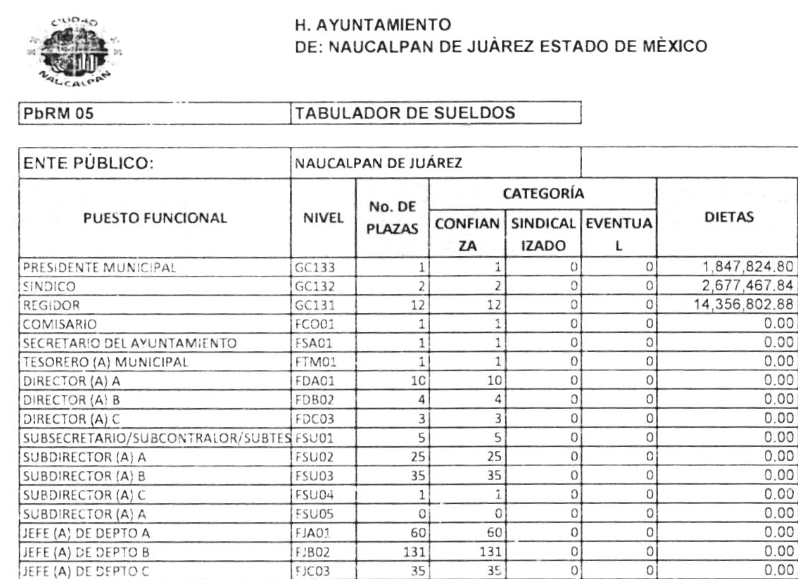 CIUDAD
NAUCALPAN
H. AYUNTAMIENTO
DE: NAUCALPAN DE JUÀREZ ESTADO DE MÈXICO
PbRM 05 TABULADOR DE SUELDOS
ENTE PÚBLICO: NAUCALPAN DE JUÁREZ
PUESTO FUNCIONAL NIVEL No. DE PLAZAS CATEGORÍA DIETAS
CONFIANZA SINDICALIZADO EVENTUAL
PRESIDENTE MUNICIPAL GC133 1 1 0 0 1,847,824.80
SINDICO GC132 2 2 0 0 2,677,467.84
REGIDOR GC131 12 12 0 0 14,356,802.88
COMISARIO FCO01 1 1 0 0 0.00
SECRETARIO DEL AYUNTAMIENTO FSA01 1 1 0 0 0.00
TESORERO (A) MUNICIPAL FTM01 1 1 0 0 0.00
DIRECTOR (A) A FDA01 10 10 0 0 0.00
DIRECTOR (A) B FDB02 4 4 0 0 0.00
DIRECTOR (A) C FDC03 3 3 0 0 0.00
SUBSECRETARIO/SUBCONTRALOR/SUBTES FSU01 5 5 0 0 0.00
SUBDIRECTOR (A) A FSU02 25 25 0 0 0.00
SUBDIRECTOR (A) B FSU03 35 35 0 0 0.00
SUBDIRECTOR (A) C FSU04 1 1 0 0 0.00
SUBDIRECTOR (A) A FSU05 0 0 0 0 0.00
JEFE (A) DE DEPTO A FJA01 60 60 0 0 0.00
JEFE (A) DE DEPTO B FJB02 131 131 0 0 0.00
JEFE (A) DE DEPTO C FJC03 35 35 0 0 0.00